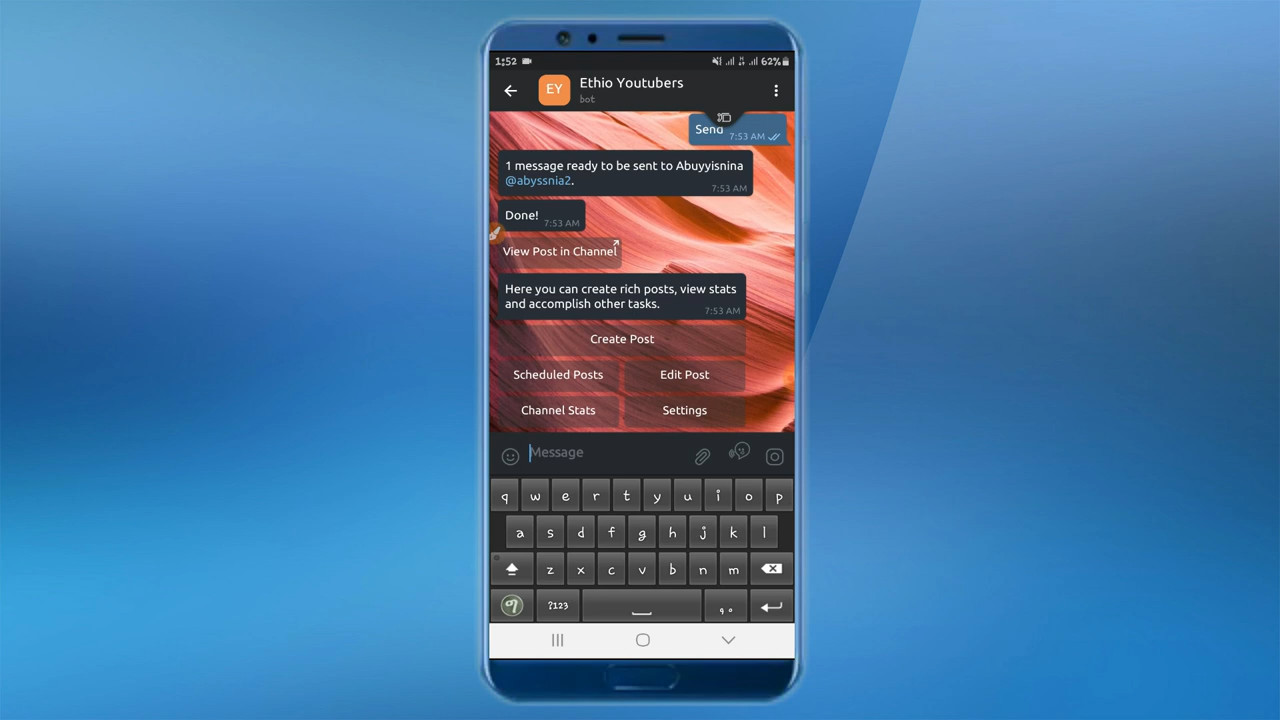 1:52
62%
EY
Ethio Youtubers
bot
Send
7:53 AM
1 message ready to be sent to Abuyyisnina
@abyssnia2.
7:53 AM
Done!
7:53 AM
View Post in Channel
Here you can create rich posts, view stats
and accomplish other tasks.
7:53 AM
Create Post
Scheduled Posts
Edit Post
Channel Stats
Settings
Message
q w e r t y u i o p
a s d f g h j k l
z x c v b n m
?123